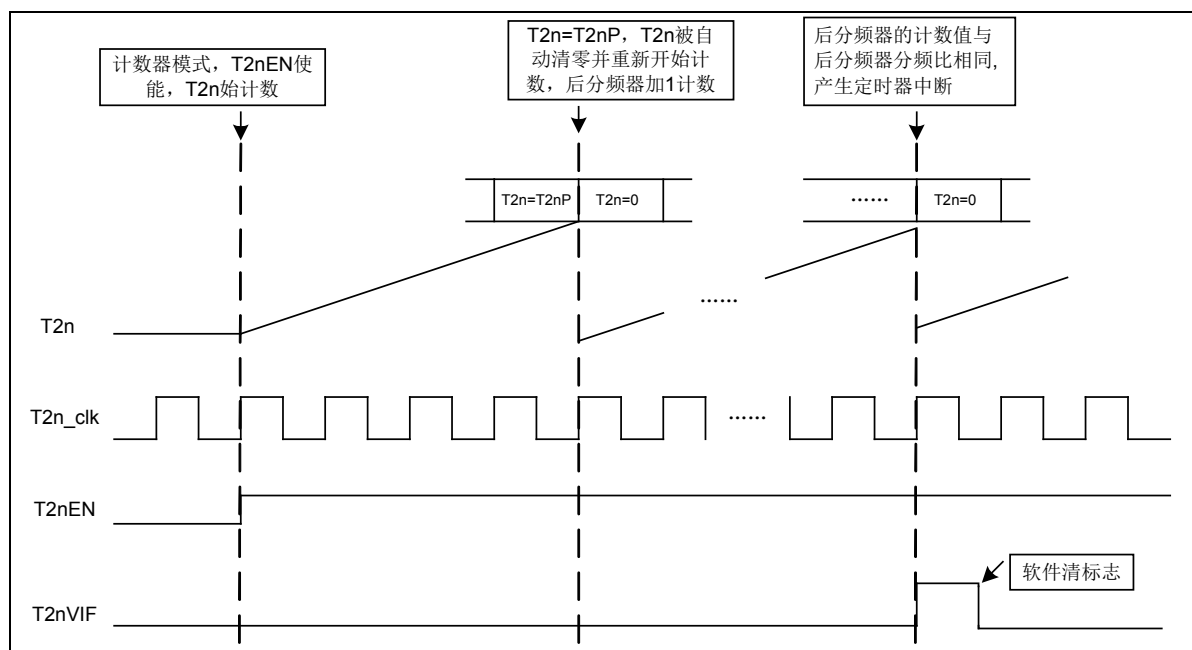 计数器模式，T2nEN使
能，T2n始计数
T2n=T2nP，T2n被自
动清零并重新开始计
数，后分频器加1计数
后分频器的计数值与
后分频器分频比相同,
产生定时器中断
T2n=T2nP
T2n=0
……
T2n=0
……
T2n
T2n_clk
……
T2nEN
软件清标志
T2nVIF